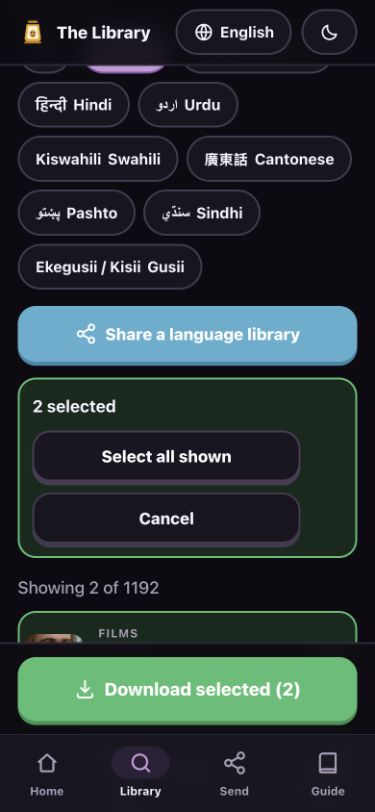 The Library
English
हिन्दी Hindi
اردو Urdu
Kiswahili Swahili
廣東話 Cantonese
پښتو Pashto
سنڌي Sindhi
Ekegusii / Kisii Gusii
Share a language library
2 selected
Select all shown
Cancel
Showing 2 of 1192
FILMS
Download selected (2)
Home
Library
Send
Guide